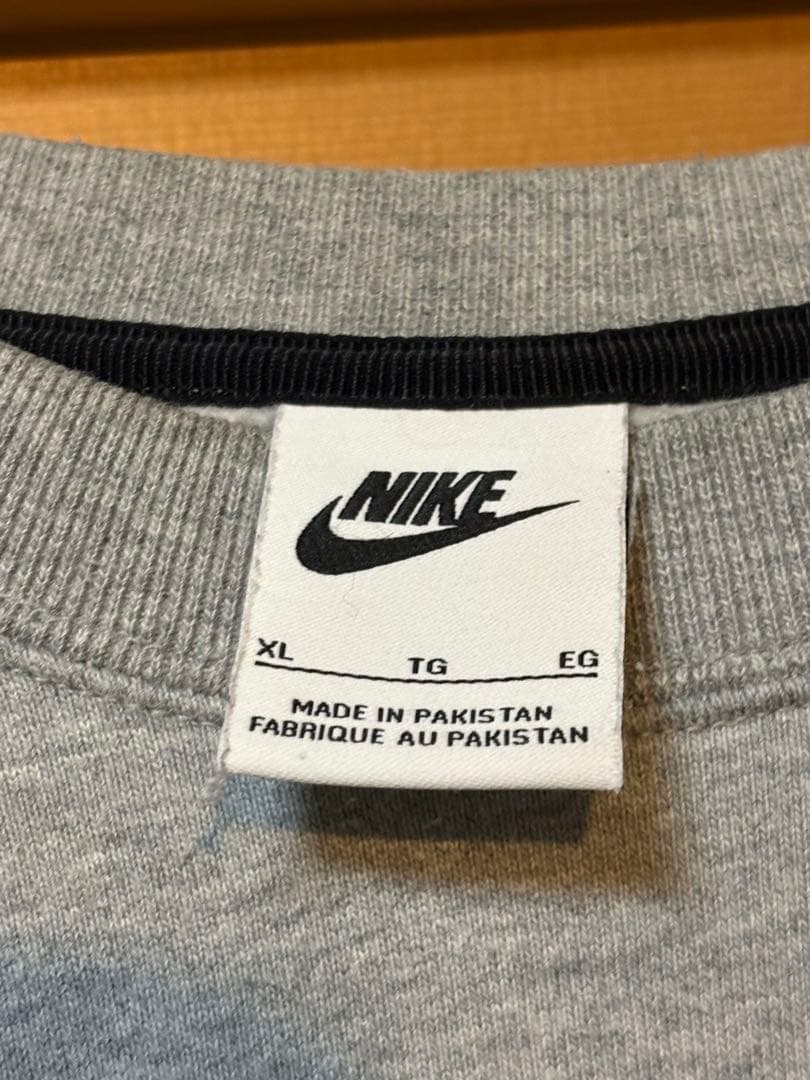 NIKE
XL TG EG
MADE IN PAKISTAN
FABRIQUE AU PAKISTAN